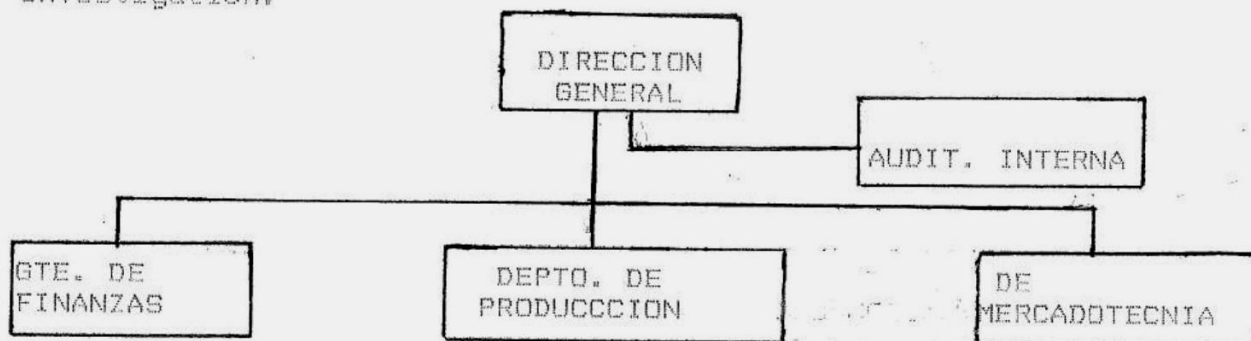 DIRECCION
GENERAL
AUDIT. INTERNA
GTE. DE
FINANZAS
DEPTO. DE
PRODUCCCION
DE
MERCADOTECNIA